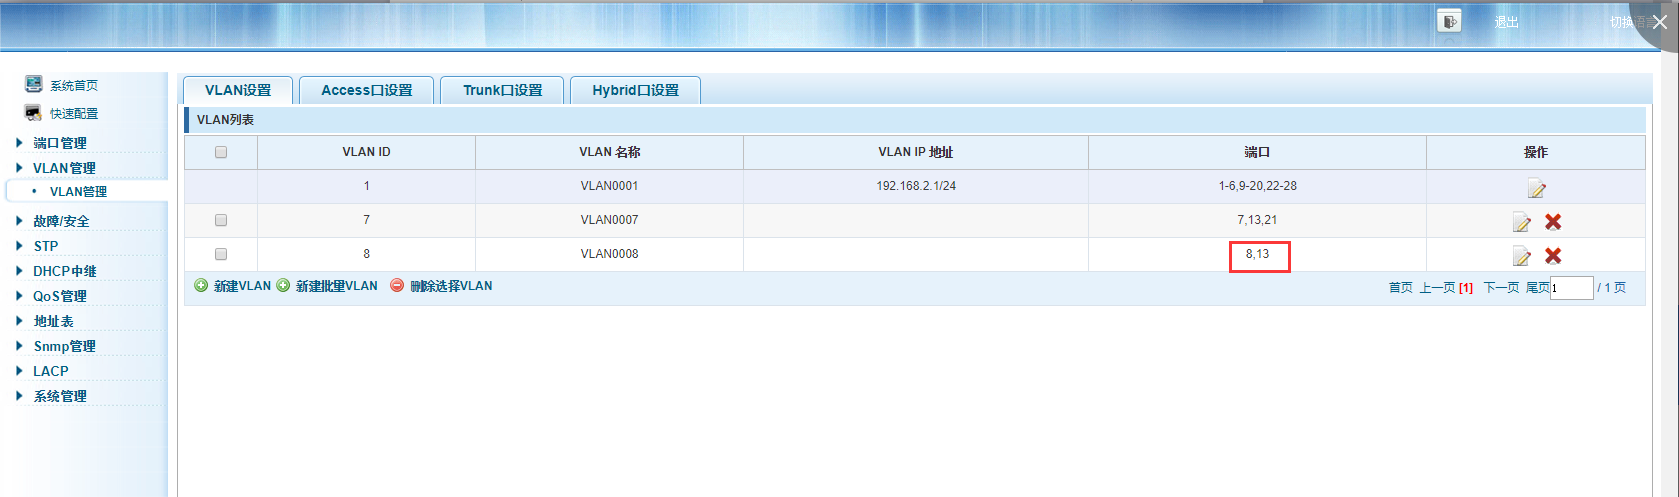 退出 切换语言
系统首页
快速配置
端口管理
VLAN管理
VLAN管理
故障/安全
STP
DHCP中继
QoS管理
地址表
Snmp管理
LACP
系统管理
VLAN设置 Access口设置 Trunk口设置 Hybrid口设置
VLAN列表
VLAN ID VLAN 名称 VLAN IP 地址 端口 操作
1 VLAN0001 192.168.2.1/24 1-6,9-20,22-28
7 VLAN0007 7,13,21
8 VLAN0008 8,13
新建VLAN 新建批量VLAN 删除选择VLAN 首页 上一页 [1] 下一页 尾页 1 / 1 页